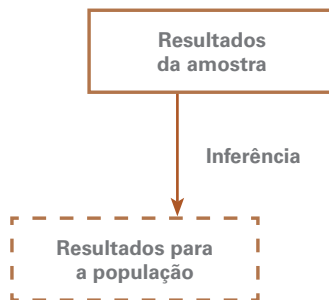 Resultados
da amostra
Inferência
Resultados para
a população